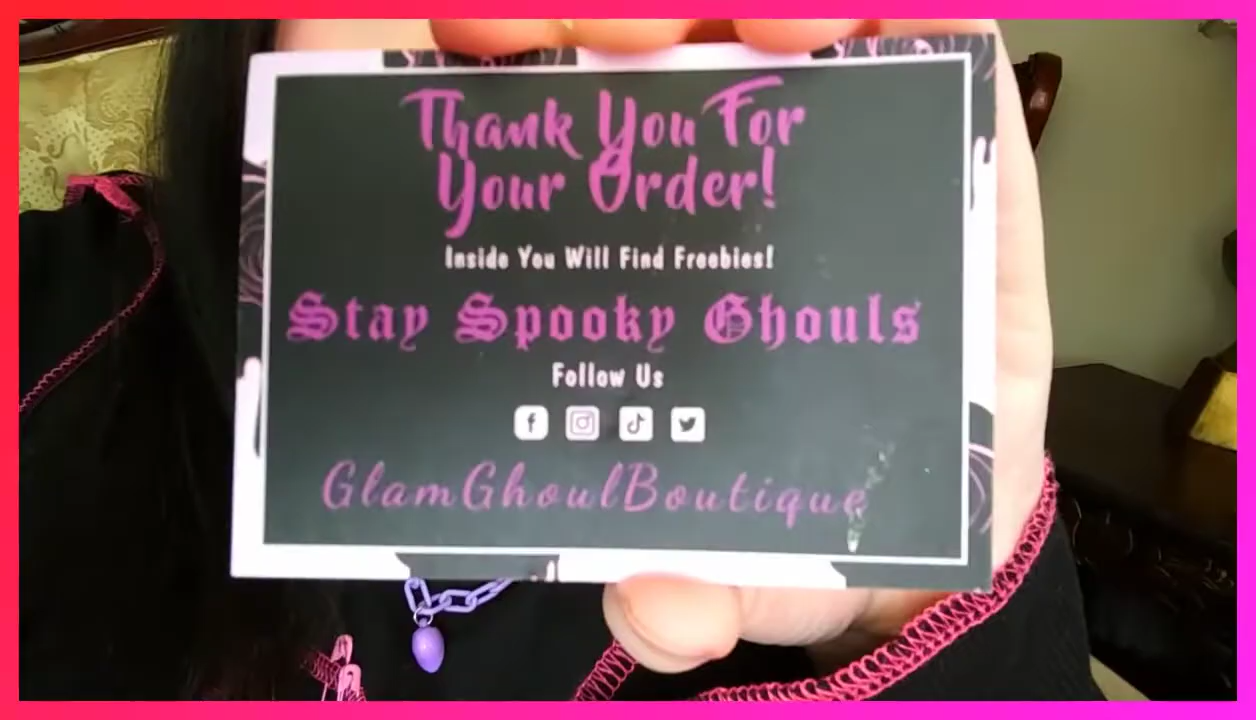 Thank You For
Your Order!
Inside You Will Find Freebies!
Stay Spooky Ghouls
Follow Us
GlamGhoulBoutique